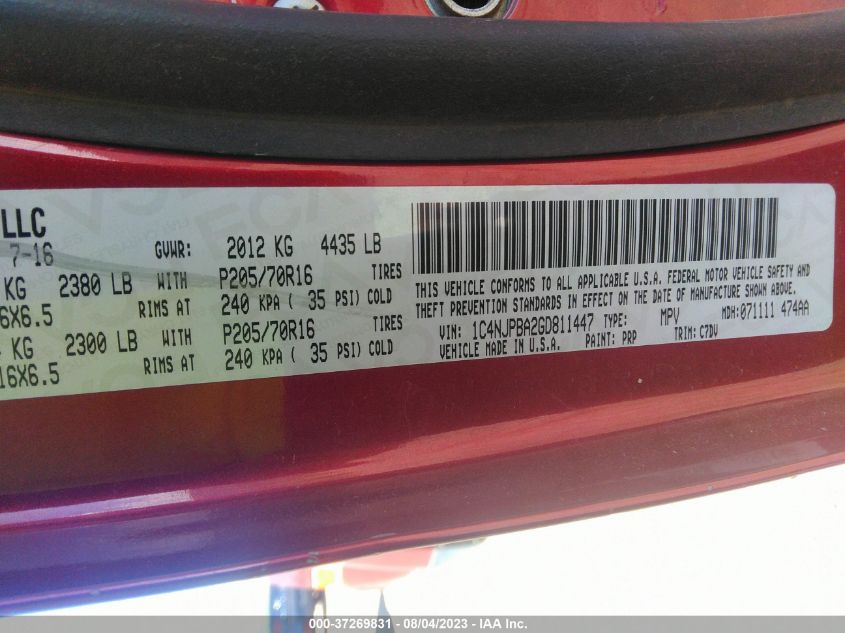 LLC
7-16 GVWR: 2012 KG 4435 LB
KG 2380 LB WITH P205/70R16 TIRES
6X6.5 RIMS AT 240 KPA ( 35 PSI) COLD
KG 2300 LB WITH P205/70R16 TIRES
16X6.5 RIMS AT 240 KPA ( 35 PSI) COLD
THIS VEHICLE CONFORMS TO ALL APPLICABLE U.S.A. FEDERAL MOTOR VEHICLE SAFETY AND
THEFT PREVENTION STANDARDS IN EFFECT ON THE DATE OF MANUFACTURE SHOWN ABOVE.
VIN: 1C4NJPBA2GD811447 TYPE: MPV MDH: 071111 474AA
VEHICLE MADE IN U.S.A. PAINT: PRP TRIM: C7DV
000-37269831 - 08/04/2023 - IAA Inc.